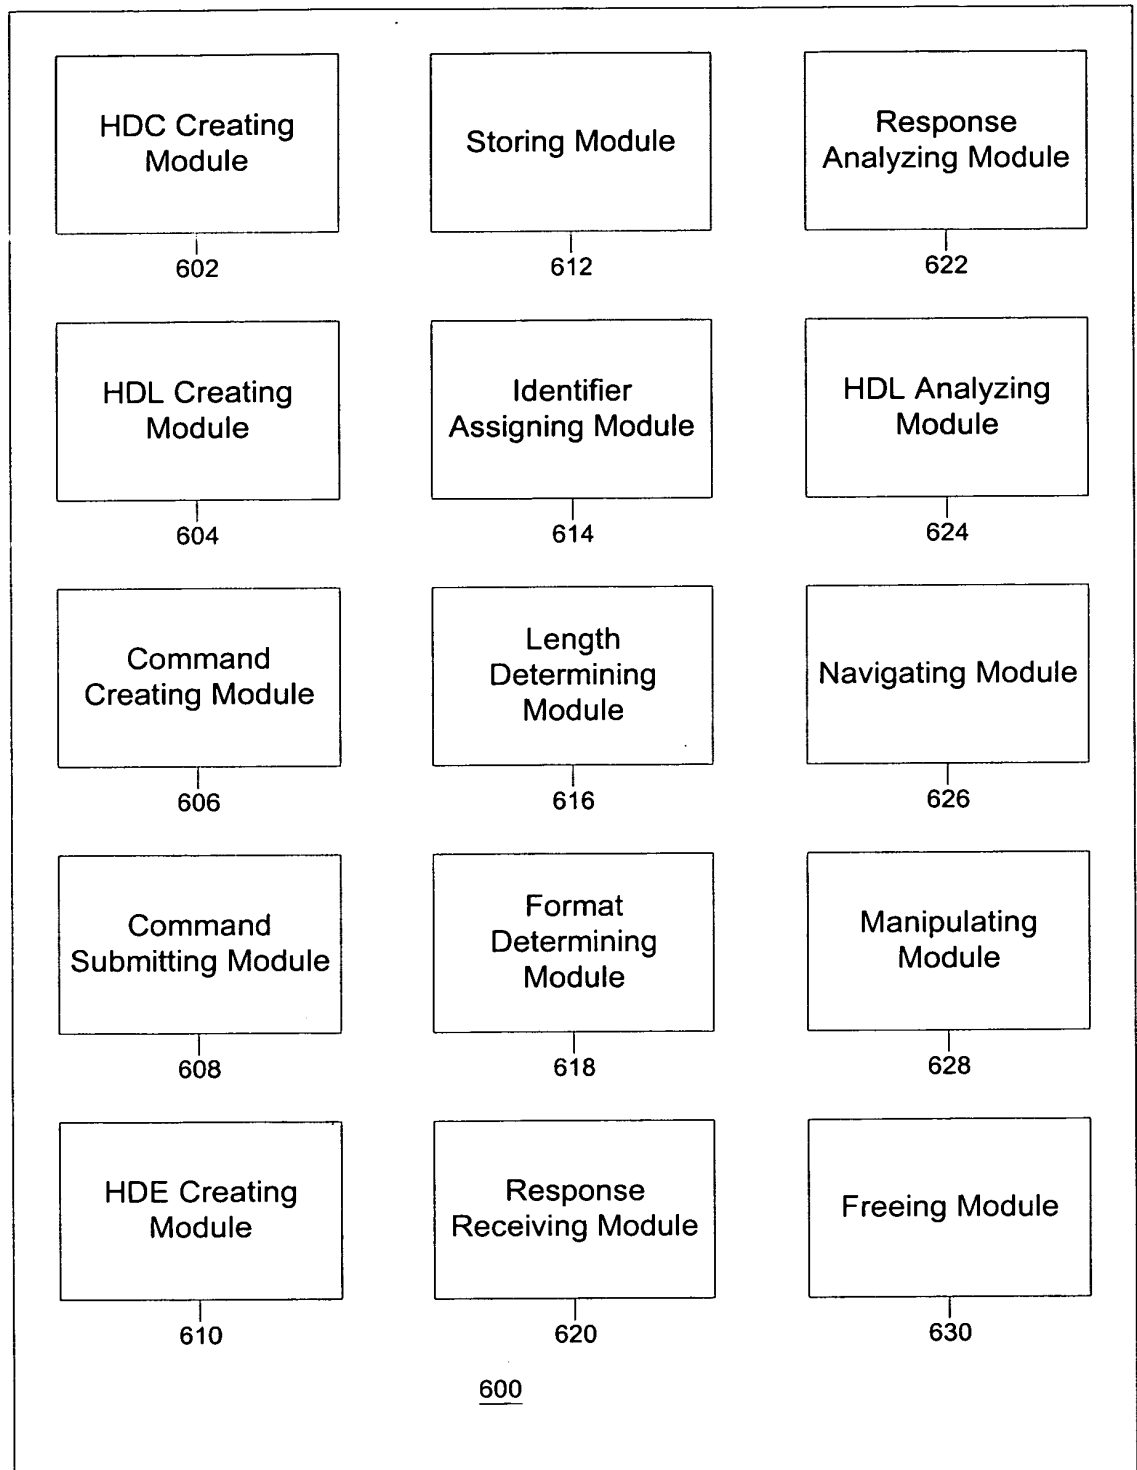 HDC Creating
Module
602
Storing Module
612
Response
Analyzing Module
622
HDL Creating
Module
604
Identifier
Assigning Module
614
HDL Analyzing
Module
624
Command
Creating Module
606
Length
Determining
Module
616
Navigating Module
626
Command
Submitting Module
608
Format
Determining
Module
618
Manipulating
Module
628
HDE Creating
Module
610
Response
Receiving Module
620
Freeing Module
630
600